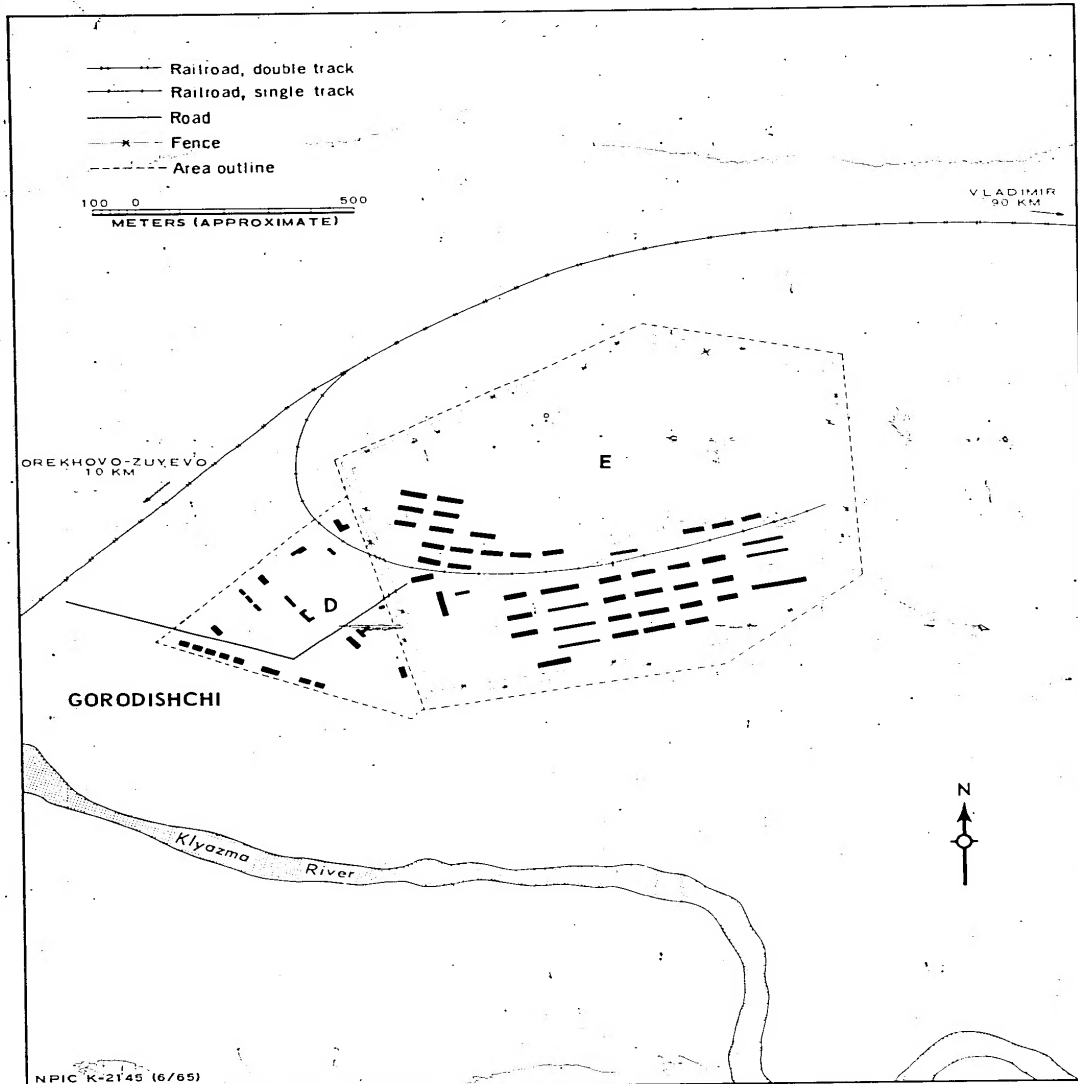 Railroad, double track
Railroad, single track
Road
Fence
Area outline
100 0 500
METERS (APPROXIMATE)
VLADIMIR
90 KM
OREKHOVO-ZUYEVO
10 KM
E
D
GORODISHCHI
N
Klyazma River
NPIC K-2145 (6/65)